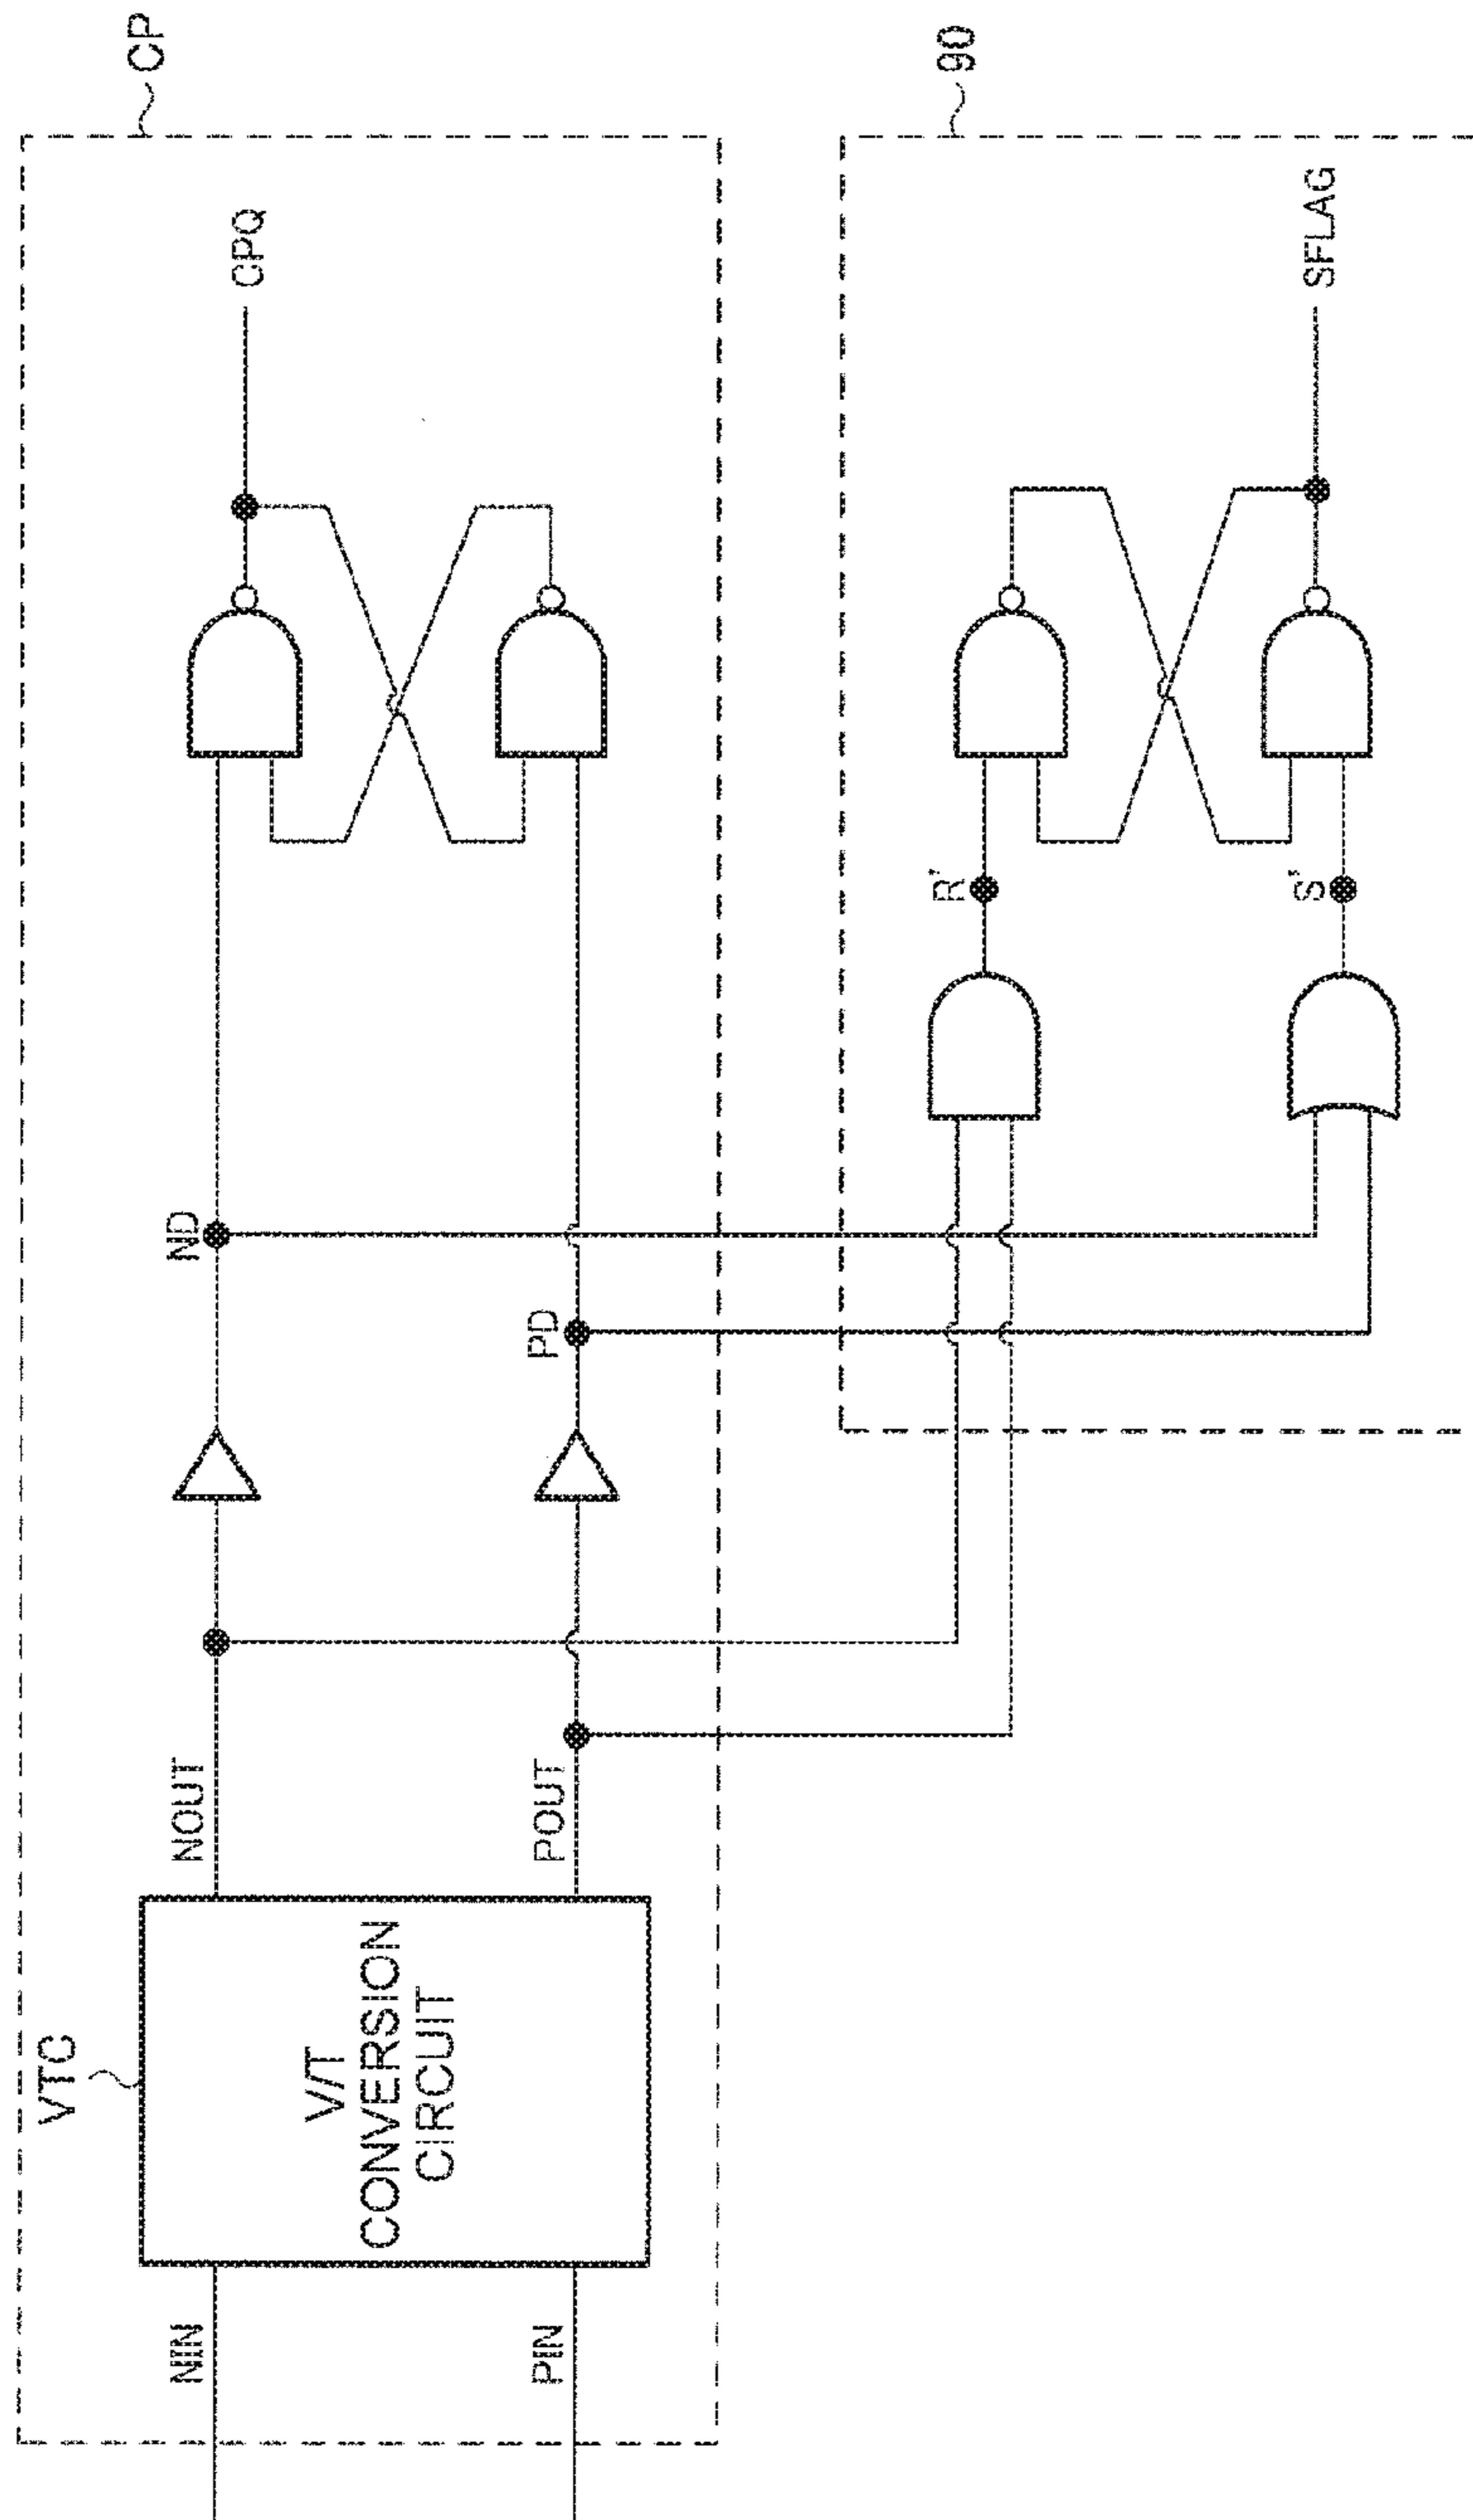 CP
VTC
NIN
NOUT
ND
CPQ
V/T
CONVERSION
CIRCUIT
PIN
POUT
PD
90
R'
S'
SFLAG